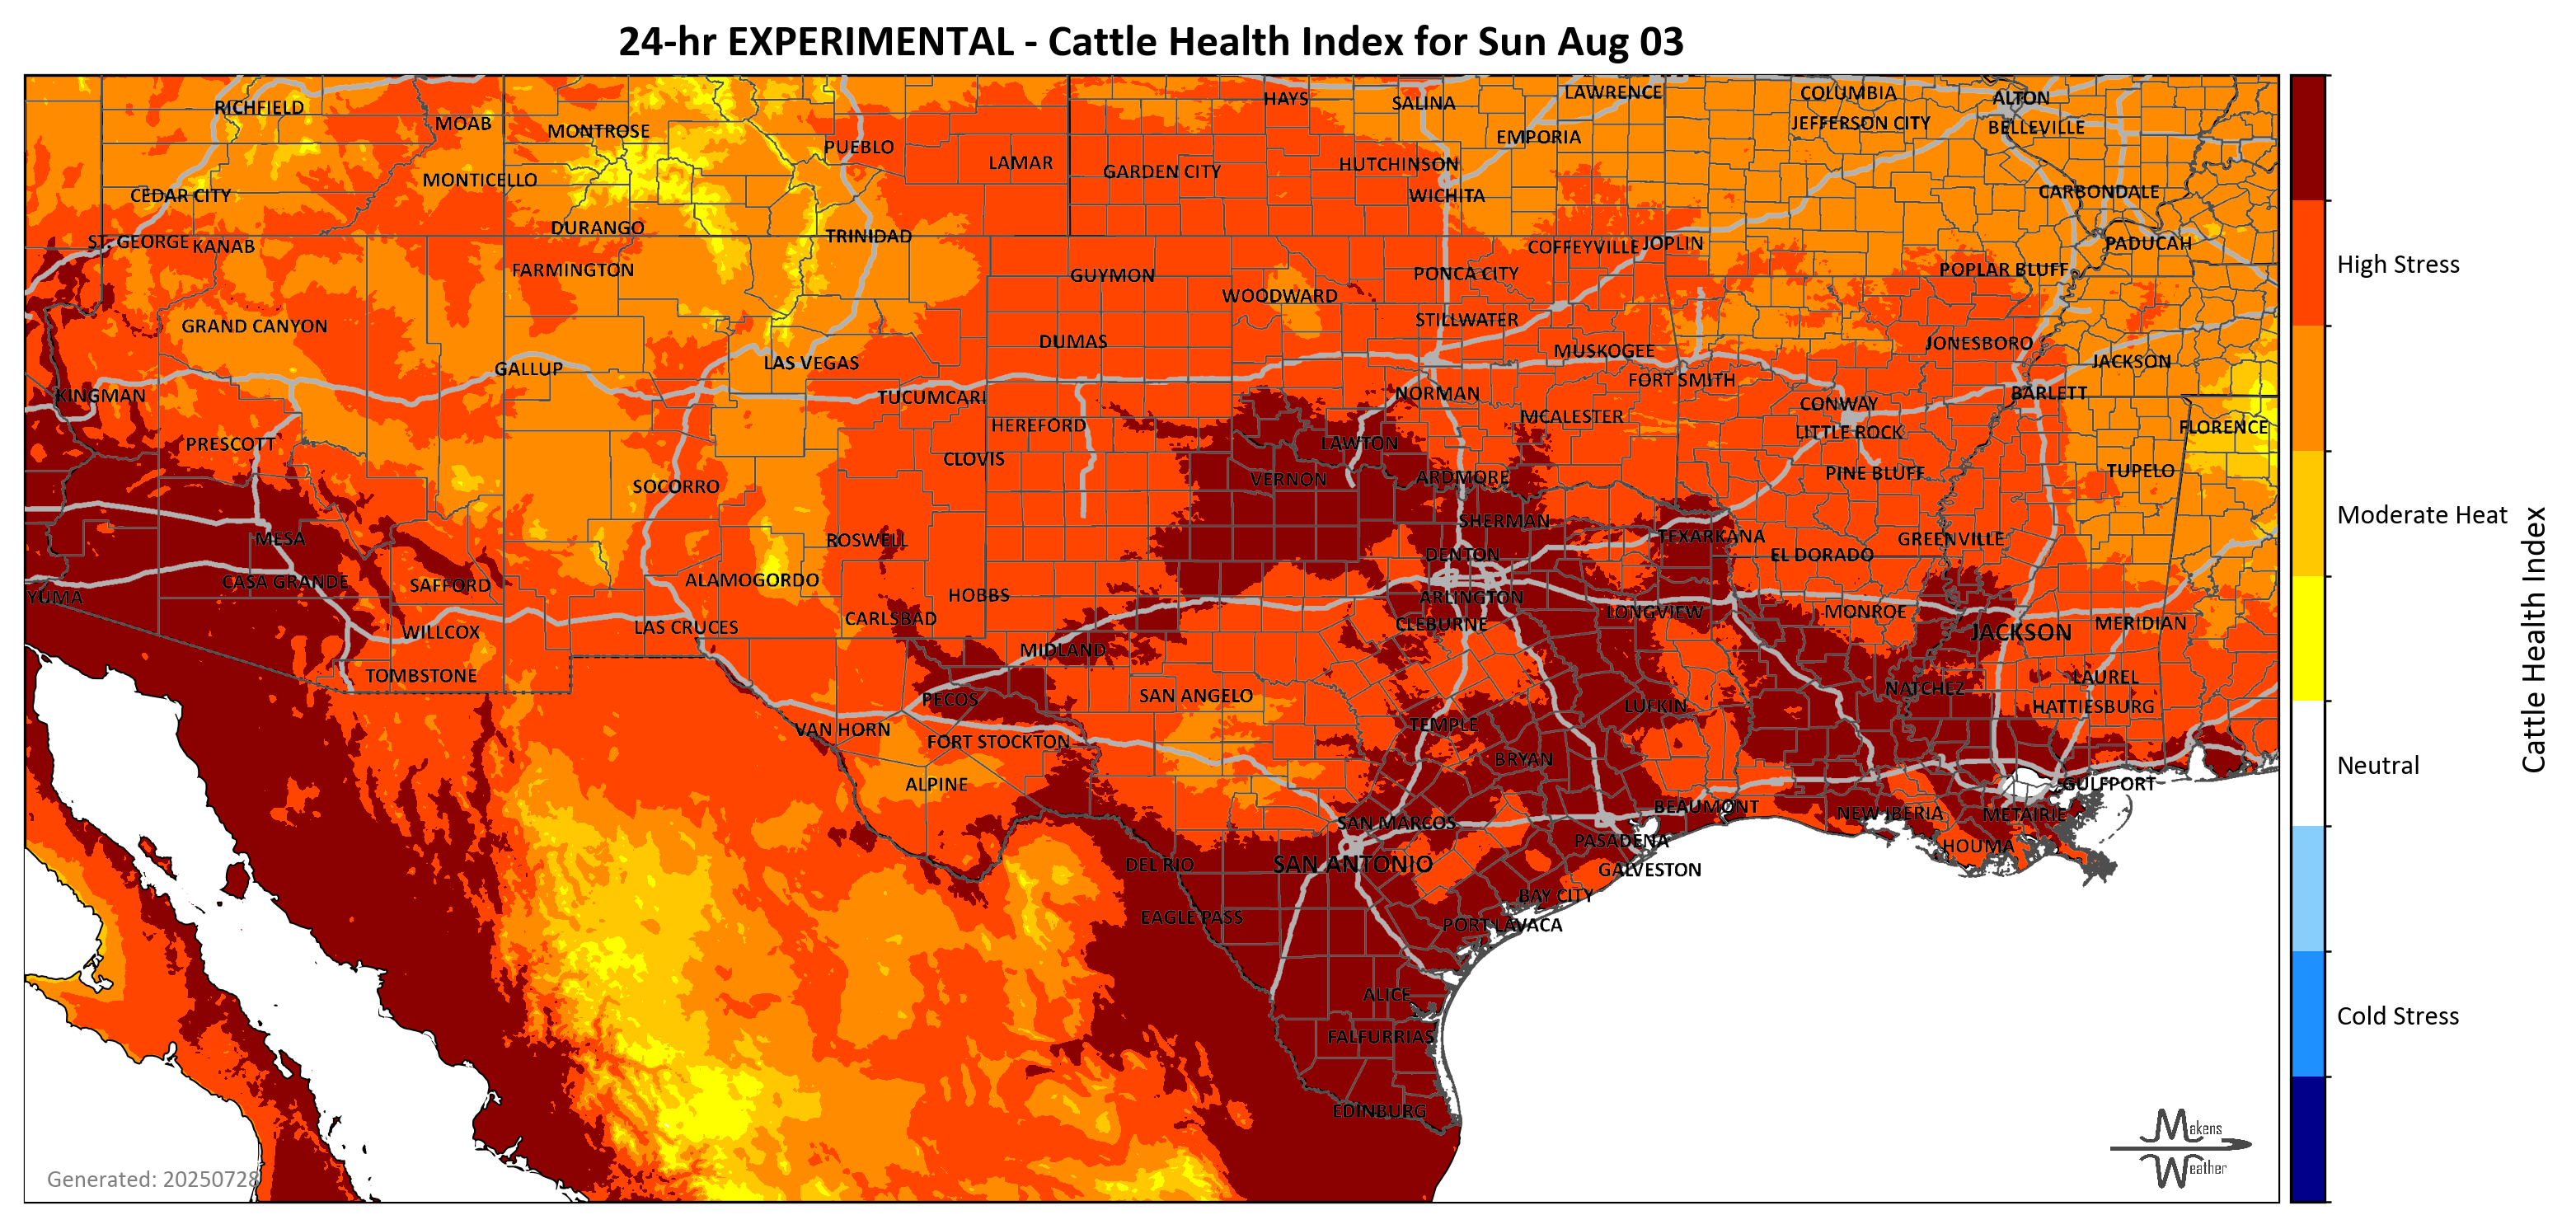 24-hr EXPERIMENTAL - Cattle Health Index for Sun Aug 03
RICHFIELD
MOAB
MONTROSE
PUEBLO
LAMAR
HAYS
SALINA
LAWRENCE
COLUMBIA
ALTON
JEFFERSON CITY
BELLEVILLE
EMPORIA
GARDEN CITY
HUTCHINSON
WICHITA
CEDAR CITY
MONTICELLO
CARBONDALE
DURANGO
TRINIDAD
ST. GEORGE
KANAB
COFFEYVILLE
JOPLIN
PADUCAH
High Stress
FARMINGTON
GUYMON
PONCA CITY
POPLAR BLUFF
WOODWARD
GRAND CANYON
STILLWATER
DUMAS
MUSKOGEE
JONESBORO
JACKSON
GALLUP
LAS VEGAS
FORT SMITH
KINGMAN
TUCUMCARI
NORMAN
BARLETT
CONWAY
MCALESTER
HEREFORD
LITTLE ROCK
FLORENCE
PRESCOTT
LAWTON
CLOVIS
SOCORRO
VERNON
ARDMORE
PINE BLUFF
TUPELO
Moderate Heat
SHERMAN
MESA
ROSWELL
TEXARKANA
GREENVILLE
DENTON
EL DORADO
CASA GRANDE
SAFFORD
ALAMOGORDO
YUMA
HOBBS
ARLINGTON
LONGVIEW
MONROE
CARLSBAD
CLEBURNE
WILLCOX
LAS CRUCES
JACKSON
MERIDIAN
MIDLAND
TOMBSTONE
LAUREL
PECOS
SAN ANGELO
NATCHEZ
LUFKIN
HATTIESBURG
VAN HORN
TEMPLE
FORT STOCKTON
BRYAN
Neutral
ALPINE
GULFPORT
BEAUMONT
NEW IBERIA
METAIRIE
SAN MARCOS
PASADENA
HOUMA
DEL RIO
SAN ANTONIO
GALVESTON
BAY CITY
EAGLE PASS
PORT LAVACA
ALICE
Cold Stress
FALFURRIAS
EDINBURG
Cattle Health Index
Makens
Weather
Generated: 20250728